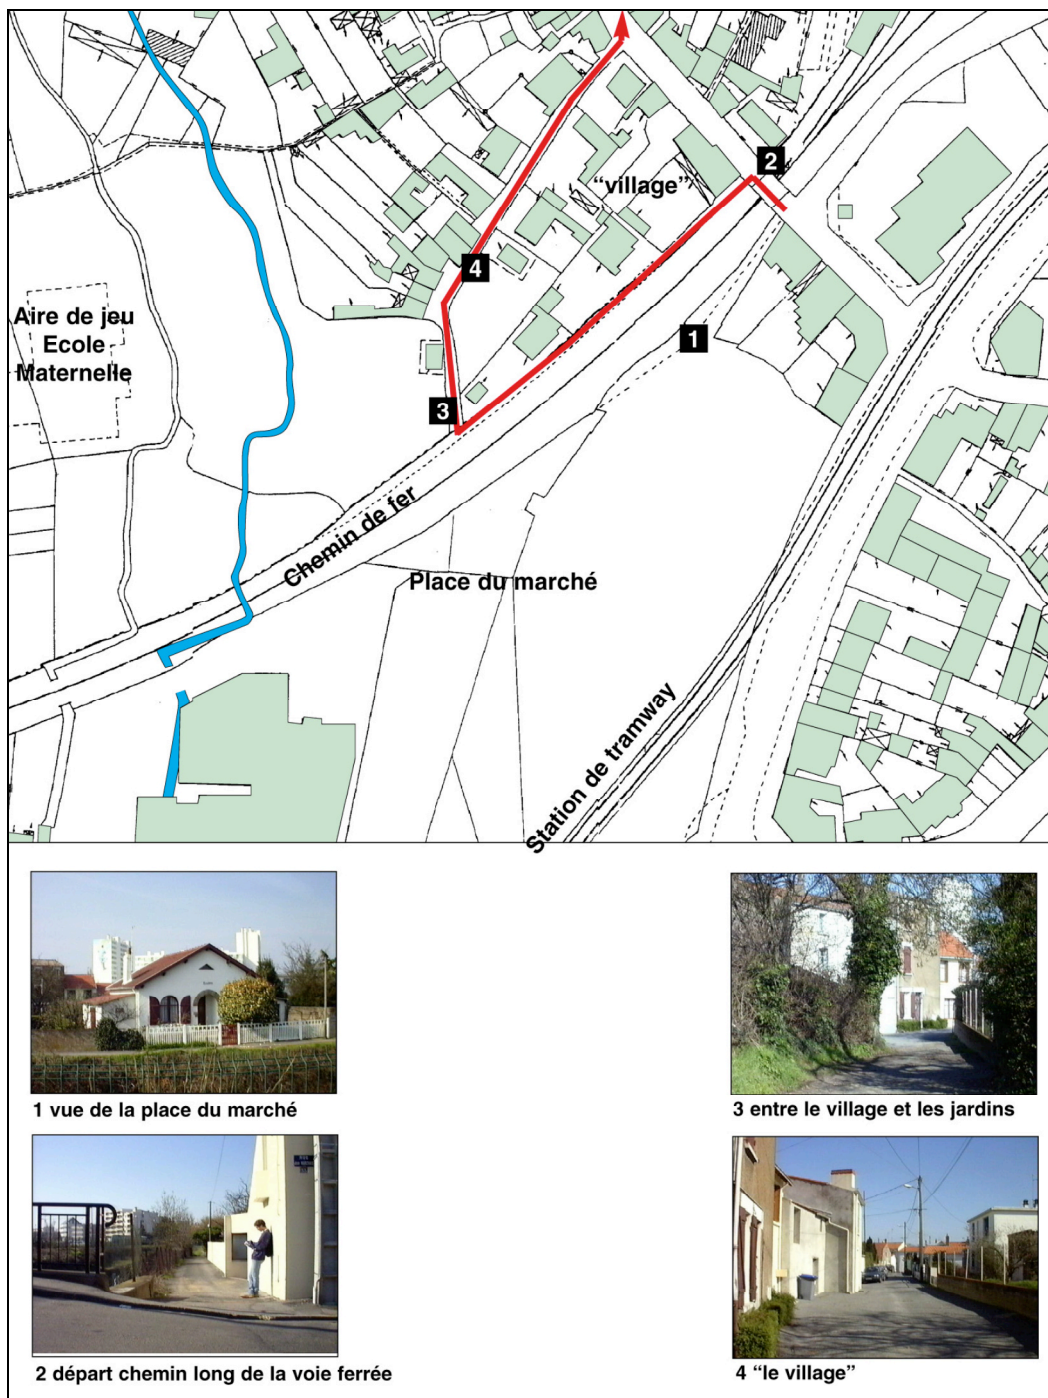 2
“village”
4
1
Aire de jeu
Ecole
Maternelle
3
Chemin de fer
Place du marché
Station de tramway
1 vue de la place du marché
3 entre le village et les jardins
2 départ chemin long de la voie ferrée
4 “le village”